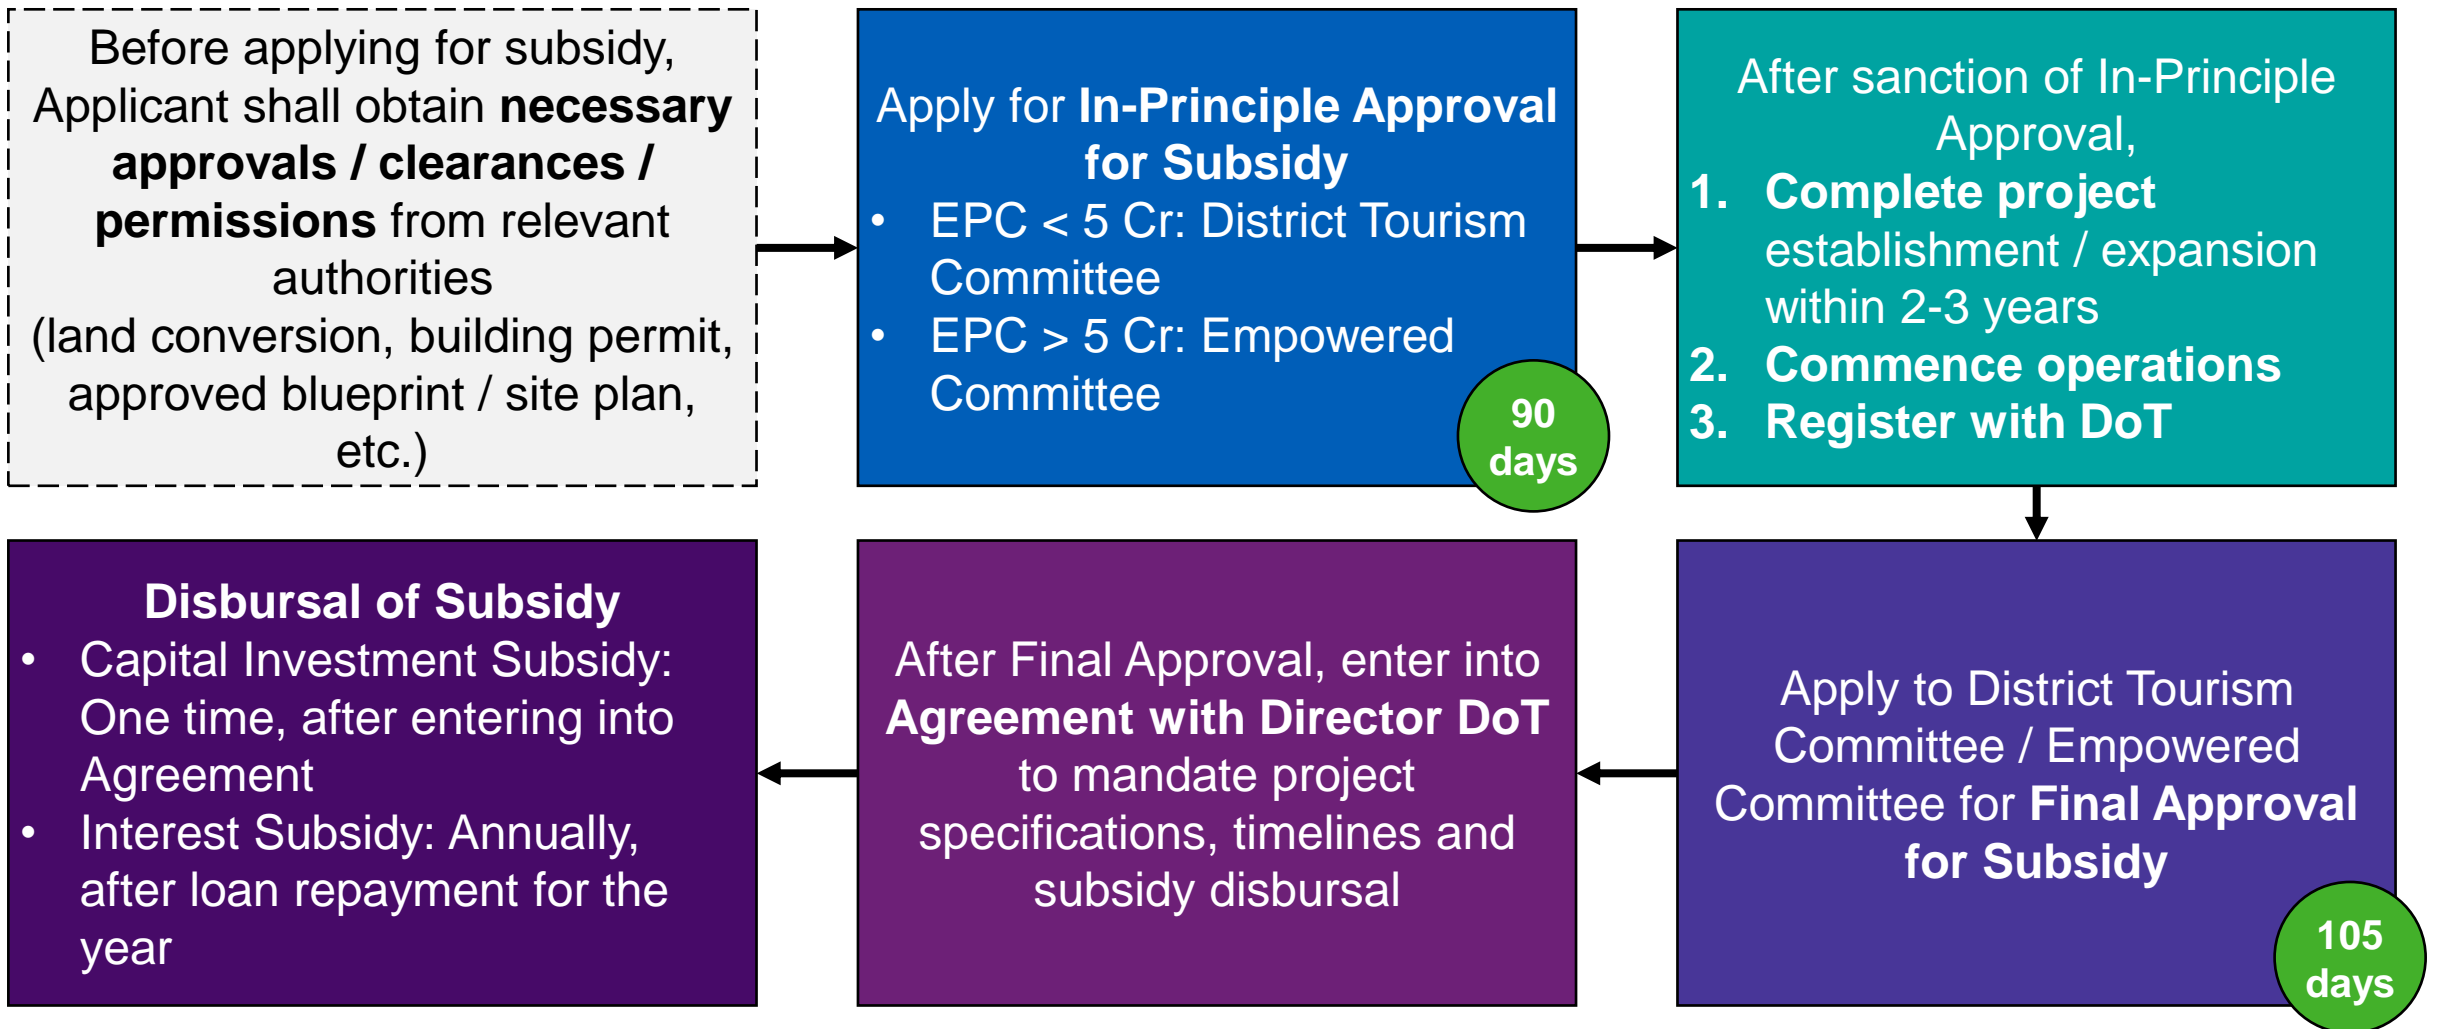 Before applying for subsidy,
Applicant shall obtain necessary
approvals / clearances /
permissions from relevant
authorities
(land conversion, building permit,
approved blueprint / site plan,
etc.)
Apply for In-Principle Approval
for Subsidy
• EPC < 5 Cr: District Tourism
Committee
• EPC > 5 Cr: Empowered
Committee
90
days
After sanction of In-Principle
Approval,
1. Complete project
establishment / expansion
within 2-3 years
2. Commence operations
3. Register with DoT
Apply to District Tourism
Committee / Empowered
Committee for Final Approval
for Subsidy
105
days
After Final Approval, enter into
Agreement with Director DoT
to mandate project
specifications, timelines and
subsidy disbursal
Disbursal of Subsidy
• Capital Investment Subsidy:
One time, after entering into
Agreement
• Interest Subsidy: Annually,
after loan repayment for the
year